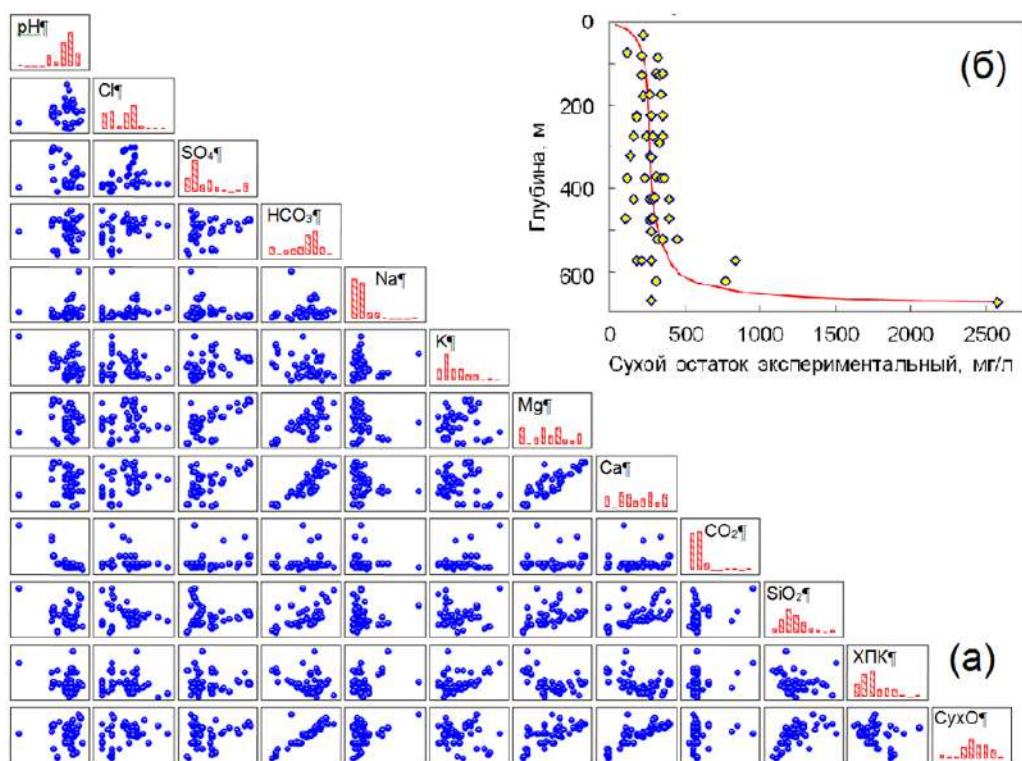 pH¶
Cl¶
SO₄¶
HCO₃¶
Na¶
K¶
Mg¶
Ca¶
CO₂¶
SiO₂¶
ХПК¶
СухО¶
(а)
(б)
0
200
400
600
Глубина, м
0 500 1000 1500 2000 2500
Сухой остаток экспериментальный, мг/л